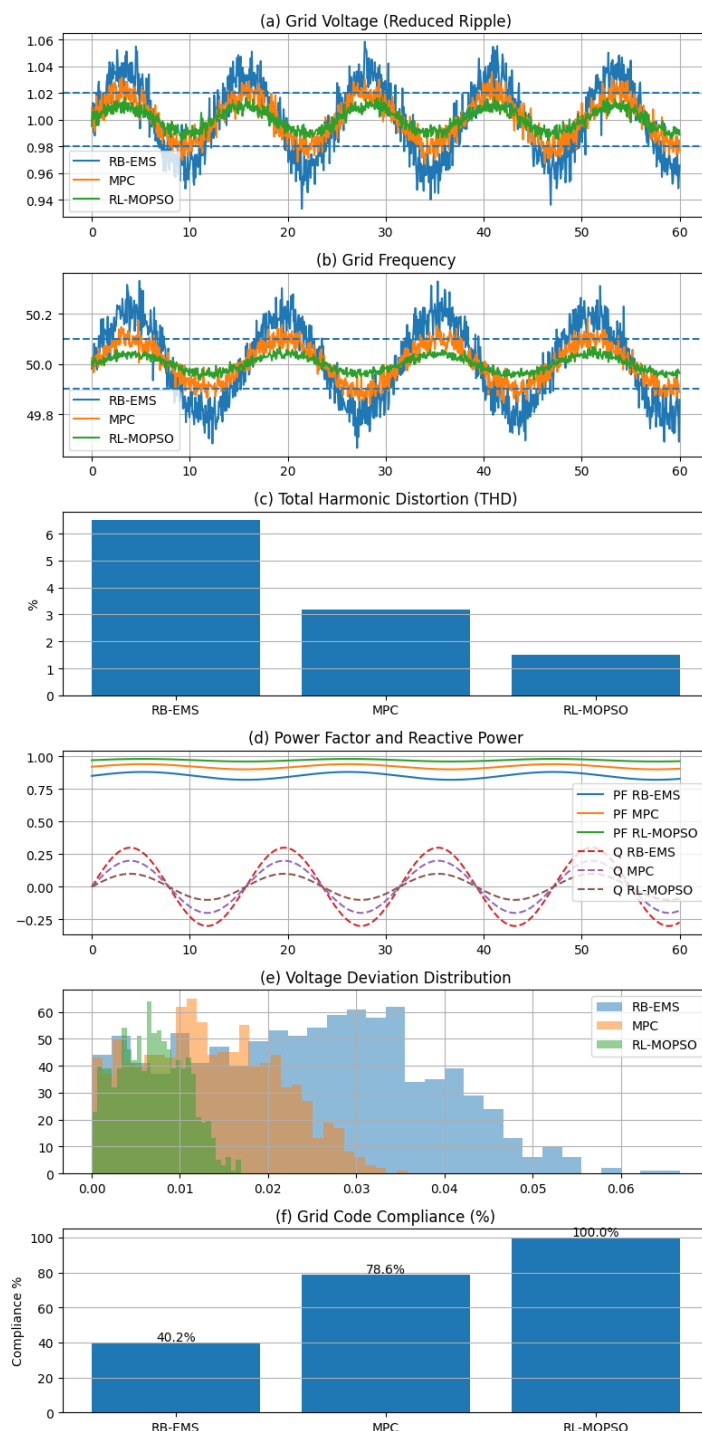 (a) Grid Voltage (Reduced Ripple)
1.06
1.04
1.02
1.00
0.98
0.96
0.94
RB-EMS
MPC
RL-MOPSO
0 10 20 30 40 50 60
(b) Grid Frequency
50.2
50.0
49.8
RB-EMS
MPC
RL-MOPSO
0 10 20 30 40 50 60
(c) Total Harmonic Distortion (THD)
%
6
5
4
3
2
1
0
RB-EMS MPC RL-MOPSO
(d) Power Factor and Reactive Power
1.00
0.75
0.50
0.25
0.00
−0.25
PF RB-EMS
PF MPC
PF RL-MOPSO
Q RB-EMS
Q MPC
Q RL-MOPSO
0 10 20 30 40 50 60
(e) Voltage Deviation Distribution
60
50
40
30
20
10
0
RB-EMS
MPC
RL-MOPSO
0.00 0.01 0.02 0.03 0.04 0.05 0.06
(f) Grid Code Compliance (%)
Compliance %
100
80
60
40
20
0
40.2%
78.6%
100.0%
RB-EMS MPC RL-MOPSO